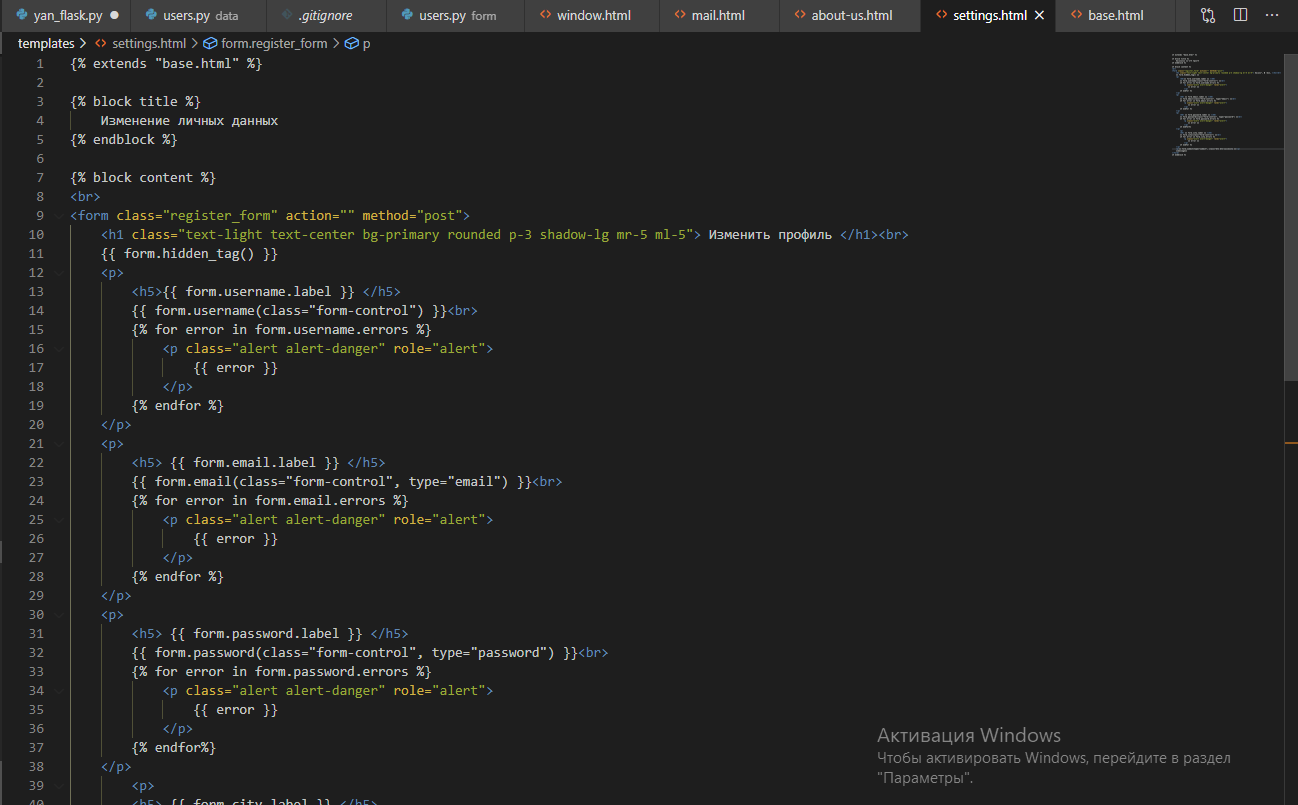 yan_flask.py users.py data .gitignore users.py form window.html mail.html about-us.html settings.html base.html
templates > settings.html > form.register_form > p
1 {% extends "base.html" %}
2
3 {% block title %}
4 Изменение личных данных
5 {% endblock %}
6
7 {% block content %}
8 <br>
9 <form class="register_form" action="" method="post">
10 <h1 class="text-light text-center bg-primary rounded p-3 shadow-lg mr-5 ml-5"> Изменить профиль </h1><br>
11 {{ form.hidden_tag() }}
12 <p>
13 <h5>{{ form.username.label }} </h5>
14 {{ form.username(class="form-control") }}<br>
15 {% for error in form.username.errors %}
16 <p class="alert alert-danger" role="alert">
17 {{ error }}
18 </p>
19 {% endfor %}
20 </p>
21 <p>
22 <h5> {{ form.email.label }} </h5>
23 {{ form.email(class="form-control", type="email") }}<br>
24 {% for error in form.email.errors %}
25 <p class="alert alert-danger" role="alert">
26 {{ error }}
27 </p>
28 {% endfor %}
29 </p>
30 <p>
31 <h5> {{ form.password.label }} </h5>
32 {{ form.password(class="form-control", type="password") }}<br>
33 {% for error in form.password.errors %}
34 <p class="alert alert-danger" role="alert">
35 {{ error }}
36 </p>
37 {% endfor%}
38 </p>
39 <p>
40 <h5> {{ form.city.label }} </h5>
Активация Windows
Чтобы активировать Windows, перейдите в раздел
"Параметры".